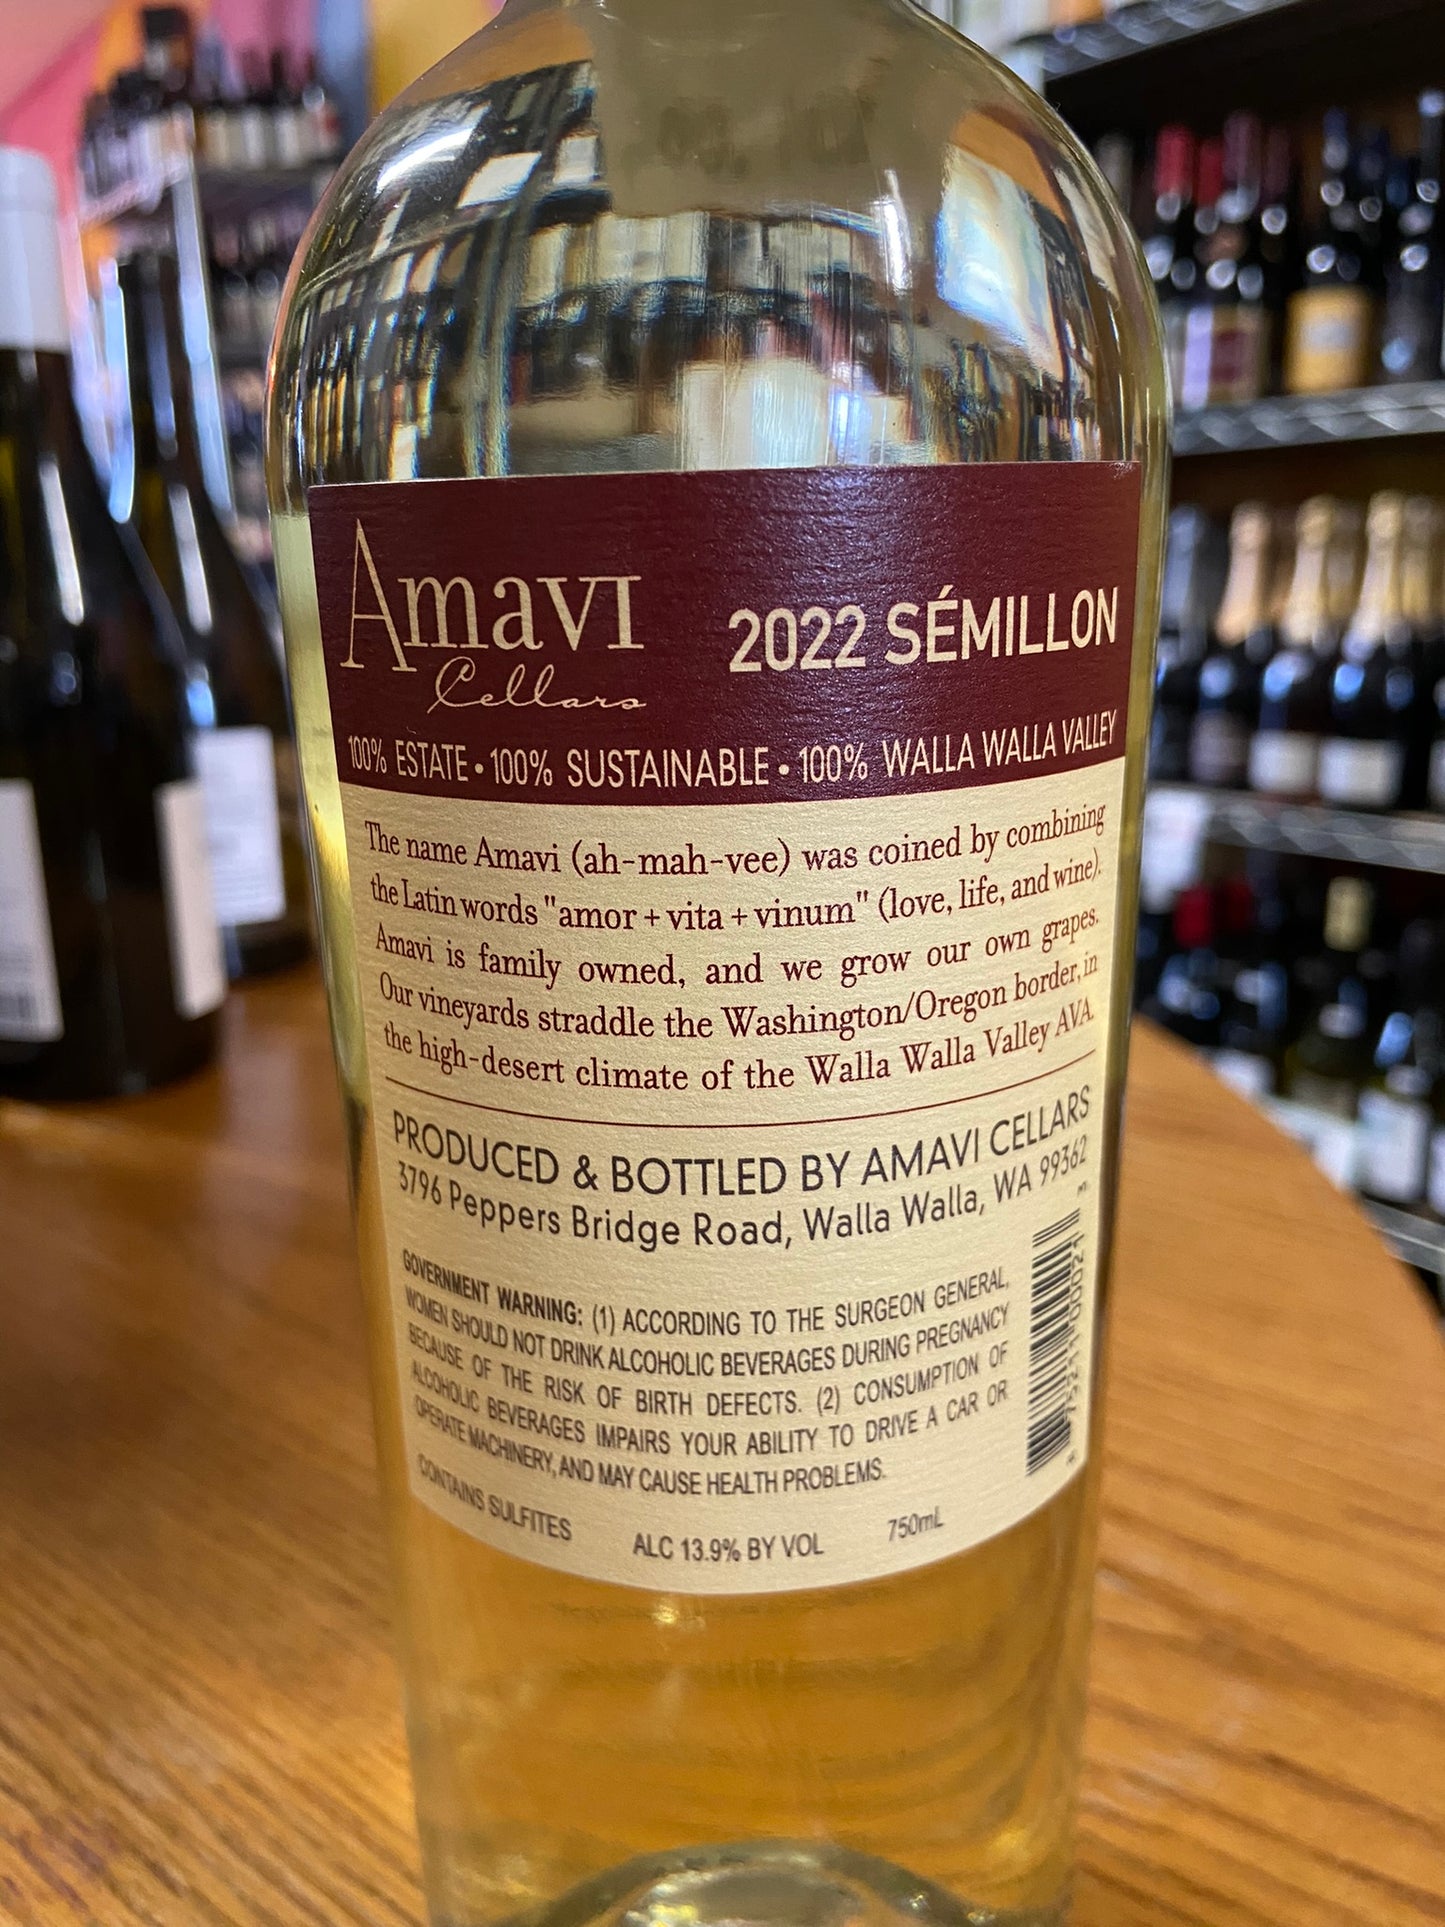 Amavi
Cellars
2022 SÉMILLON
100% ESTATE • 100% SUSTAINABLE • 100% WALLA WALLA VALLEY
The name Amavi (ah-mah-vee) was coined by combining
the Latin words "amor + vita + vinum" (love, life, and wine).
Amavi is family owned, and we grow our own grapes.
Our vineyards straddle the Washington/Oregon border, in
the high-desert climate of the Walla Walla Valley AVA.
PRODUCED & BOTTLED BY AMAVI CELLARS
3796 Peppers Bridge Road, Walla Walla, WA 99362
GOVERNMENT WARNING: (1) ACCORDING TO THE SURGEON GENERAL,
WOMEN SHOULD NOT DRINK ALCOHOLIC BEVERAGES DURING PREGNANCY
BECAUSE OF THE RISK OF BIRTH DEFECTS. (2) CONSUMPTION OF
ALCOHOLIC BEVERAGES IMPAIRS YOUR ABILITY TO DRIVE A CAR OR
OPERATE MACHINERY, AND MAY CAUSE HEALTH PROBLEMS.
CONTAINS SULFITES ALC 13.9% BY VOL 750mL